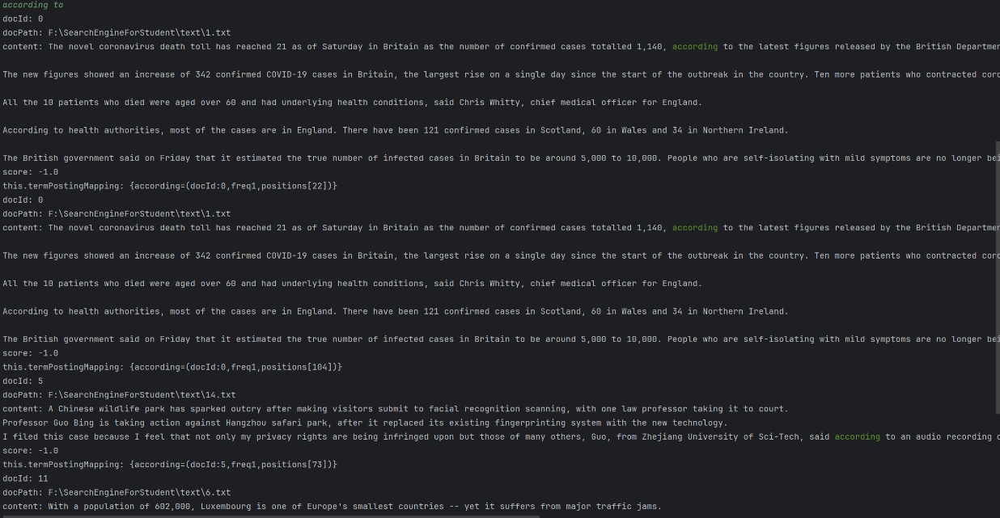 according to
docId: 0
docPath: F:\SearchEngineForStudent\text\1.txt
content: The novel coronavirus death toll has reached 21 as of Saturday in Britain as the number of confirmed cases totalled 1,140, according to the latest figures released by the British
The new figures showed an increase of 342 confirmed COVID-19 cases in Britain, the largest rise on a single day since the start of the outbreak in the country. Ten more patients who contracted
All the 10 patients who died were aged over 60 and had underlying health conditions, said Chris Whitty, chief medical officer for England.
According to health authorities, most of the cases are in England. There have been 121 confirmed cases in Scotland, 60 in Wales and 34 in Northern Ireland.
The British government said on Friday that it estimated the true number of infected cases in Britain to be around 5,000 to 10,000. People who are self-isolating with mild symptoms are no longer
score: -1.0
this.termPostingMapping: {according=(docId:0,freq1,positions[22])}
docId: 0
docPath: F:\SearchEngineForStudent\text\1.txt
content: The novel coronavirus death toll has reached 21 as of Saturday in Britain as the number of confirmed cases totalled 1,140, according to the latest figures released by the British
The new figures showed an increase of 342 confirmed COVID-19 cases in Britain, the largest rise on a single day since the start of the outbreak in the country. Ten more patients who contracted
All the 10 patients who died were aged over 60 and had underlying health conditions, said Chris Whitty, chief medical officer for England.
According to health authorities, most of the cases are in England. There have been 121 confirmed cases in Scotland, 60 in Wales and 34 in Northern Ireland.
The British government said on Friday that it estimated the true number of infected cases in Britain to be around 5,000 to 10,000. People who are self-isolating with mild symptoms are no longer
score: -1.0
this.termPostingMapping: {according=(docId:0,freq1,positions[104])}
docId: 5
docPath: F:\SearchEngineForStudent\text\14.txt
content: A Chinese wildlife park has sparked outcry after making visitors submit to facial recognition scanning, with one law professor taking it to court.
Professor Guo Bing is taking action against Hangzhou safari park, after it replaced its existing fingerprinting system with the new technology.
I filed this case because I feel that not only my privacy rights are being infringed upon but those of many others, Guo, from Zhejiang University of Sci-Tech, said according to an audio recording
score: -1.0
this.termPostingMapping: {according=(docId:5,freq1,positions[73])}
docId: 11
docPath: F:\SearchEngineForStudent\text\6.txt
content: With a population of 602,000, Luxembourg is one of Europe's smallest countries -- yet it suffers from major traffic jams.